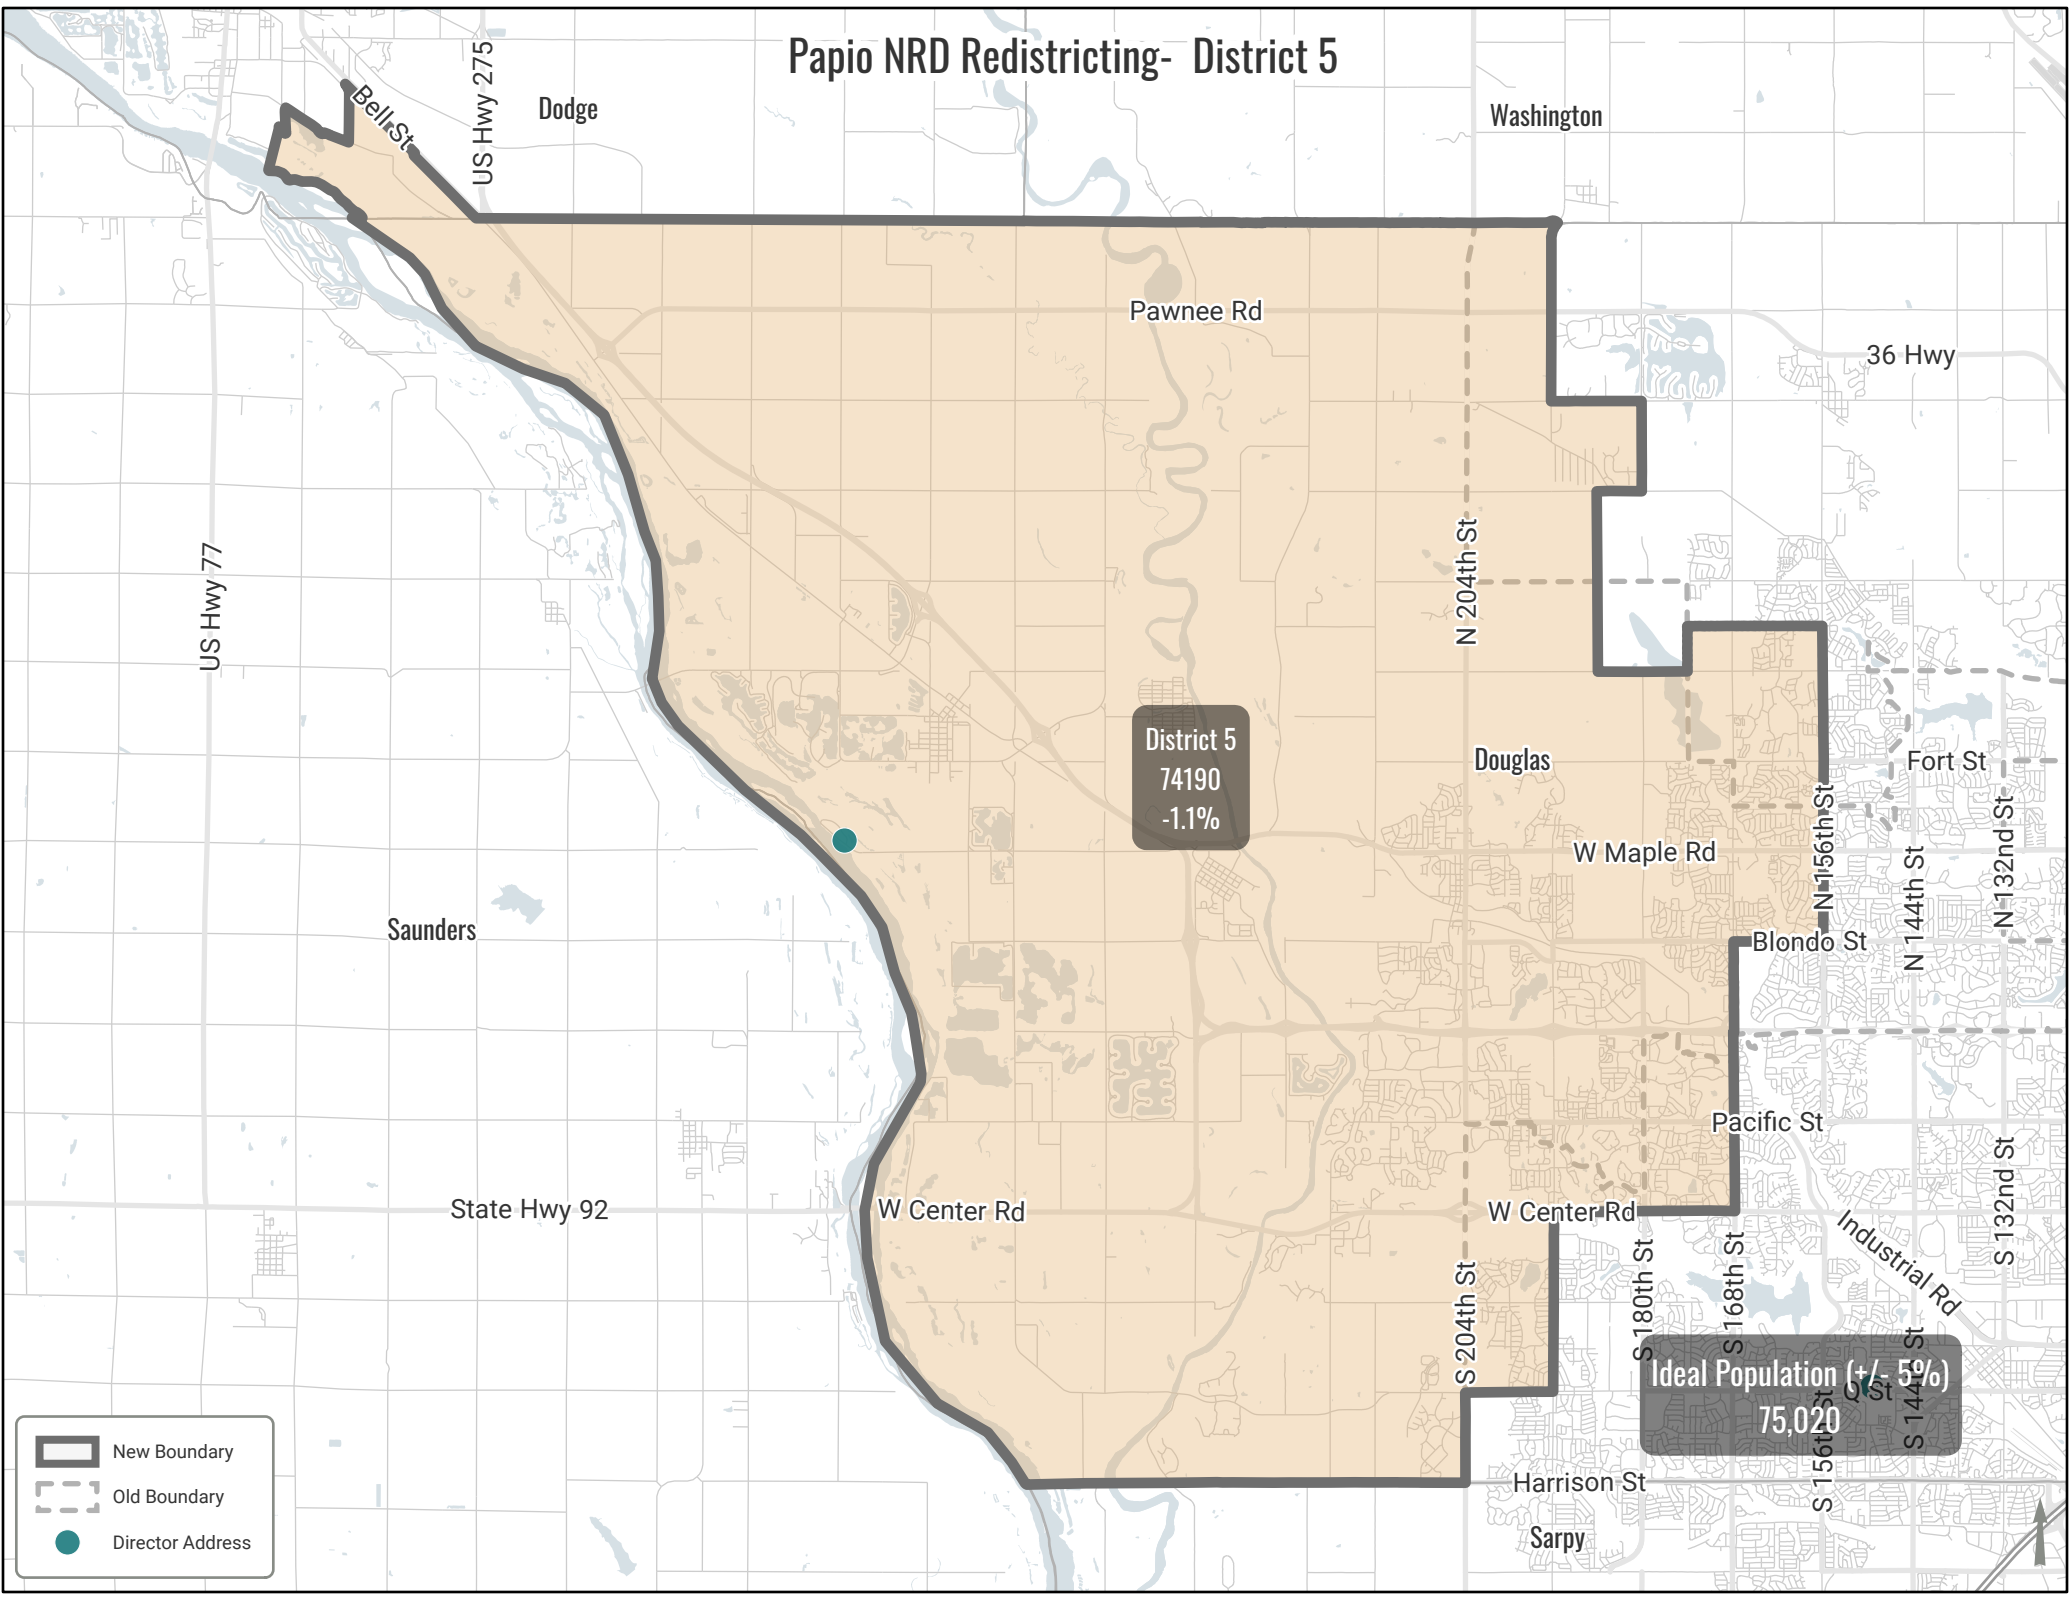 Papio NRD Redistricting-  District 5
Dodge
Washington
Bell St
US Hwy 275
Pawnee Rd
36 Hwy
US Hwy 77
N 204th St
District 5
74190
-1.1%
Douglas
Fort St
W Maple Rd
N 156th St
N 144th St
N 132nd St
Saunders
Blondo St
Pacific St
State Hwy 92
W Center Rd
W Center Rd
S 132nd St
Industrial Rd
S 180th St
S 168th St
S 204th St
Ideal Population (+/- 5%)
75,020
Q St
S 144th St
S 156th St
New Boundary
Old Boundary
Director Address
Harrison St
Sarpy